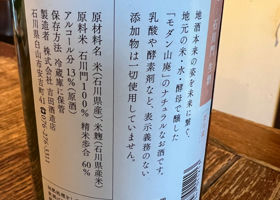 地酒本来の姿を未来に繋ぐ、
地元の米・水・酵母で醸した
「モダン山廃」のナチュラルなお酒です。
乳酸や酵素剤など、表示義務のない
添加物は一切使用していません。
原材料名 米(石川県産)米麹(石川県産米)
原料米 石川門100% 精米歩合60%
アルコール分 13%(原酒)
保存方法 冷蔵庫に保管
製造者 株式会社 吉田酒造店
石川県白山市安吉町41
076-276-3311